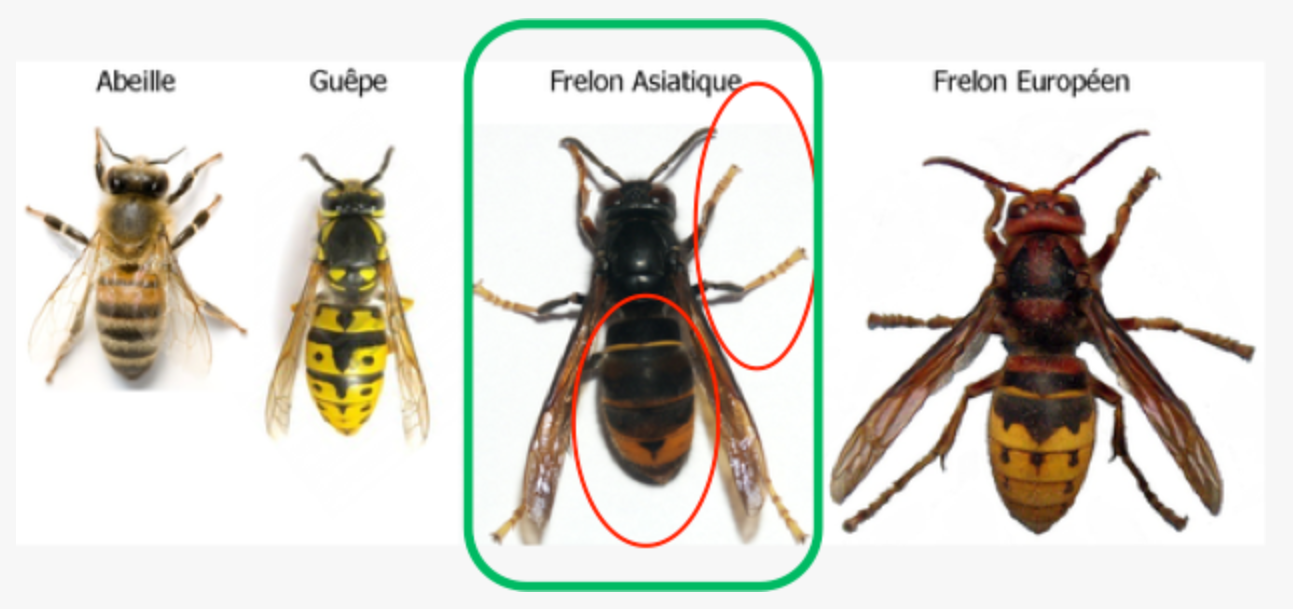 Abeille
Guêpe
Frelon Asiatique
Frelon Européen